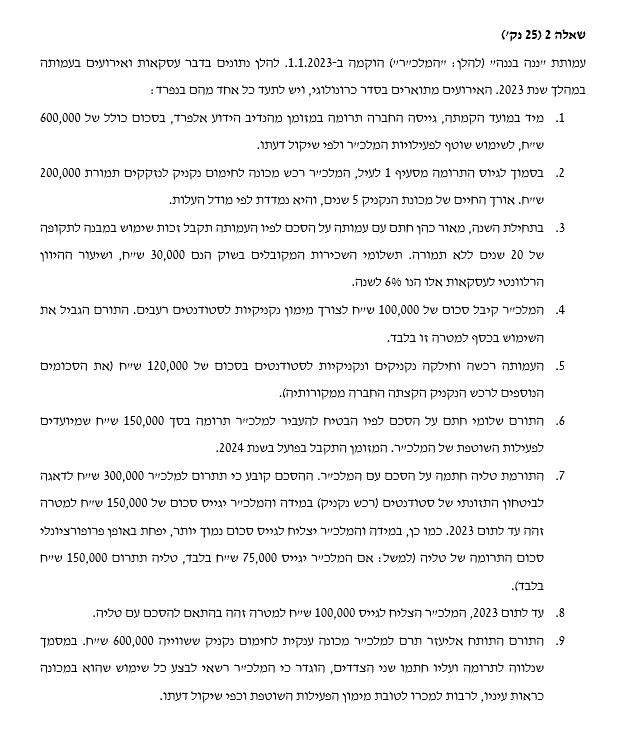 שאלה 2 (25 נק')
עמותת "ננה בננה" (להלן: "המלכ"ר") הוקמה ב-1.1.2023. להלן נתונים בדבר עסקאות ואירועים בעמותה
במהלך שנת 2023. האירועים מתוארים בסדר כרונולוגי, ויש לתעד כל אחד מהם בנפרד:
1. מיד במועד הקמתה, גייסה החברה תרומה במזומן מהנדיב הידוע אלפרד, בסכום כולל של 600,000
ש"ח, לשימוש שוטף לפעילויות המלכ"ר ולפי שיקול דעתו.
2. בסמוך לגיוס התרומה מסעיף 1 לעיל, המלכ"ר רכש מכונה לחימום נקניק לנזקקים תמורת 200,000
ש"ח. אורך החיים של מכונת הנקניק 5 שנים, והיא נמדדת לפי מודל העלות.
3. בתחילת השנה, מאור כהן חתם עם עמותה על הסכם לפיו העמותה תקבל זכות שימוש במבנה לתקופה
של 20 שנים ללא תמורה. תשלומי השכירות המקובלים בשוק הנם 30,000 ש"ח, ושיעור ההיוון
הרלוונטי לעסקאות אלו הנו 6% לשנה.
4. המלכ"ר קיבל סכום של 100,000 ש"ח לצורך מימון נקניקיות לסטודנטים רעבים. התורם הגביל את
השימוש בכסף למטרה זו בלבד.
5. העמותה רכשה וחילקה נקניקים ונקניקיות לסטודנטים בסכום של 120,000 ש"ח (את הסכומים
הנוספים לרכש הנקניק הקצתה החברה ממקורותיה).
6. התורם שלומי חתם על הסכם לפיו הבטיח להעביר למלכ"ר תרומה בסך 150,000 ש"ח שמיועדים
לפעילות השוטפת של המלכ"ר. המזומן התקבל בפועל בשנת 2024.
7. התורמת טליה חתמה על הסכם עם המלכ"ר. ההסכם קובע כי תתרום למלכ"ר 300,000 ש"ח לדאגה
לביטחון התזונתי של סטודנטים (רכש נקניק) במידה והמלכ"ר יגייס סכום של 150,000 ש"ח למטרה
זהה עד לתום 2023. כמו כן, במידה והמלכ"ר יצליח לגייס סכום נמוך יותר, יפחת באופן פרופורציונלי
סכום התרומה של טליה (למשל: אם המלכ"ר יגייס 75,000 ש"ח בלבד, טליה תתרום 150,000 ש"ח
בלבד).
8. עד לתום 2023, המלכ"ר הצליח לגייס 100,000 ש"ח למטרה זהה בהתאם להסכם עם טליה.
9. התורם התותח אליעזר תרם למלכ"ר מכונה ענקית לחימום נקניק ששווייה 600,000 ש"ח. במסמך
שנלווה לתרומה ועליו חתמו שני הצדדים, הוגדר כי המלכ"ר רשאי לבצע כל שימוש שהוא במכונה
כראות עיניו, לרבות למכרו לטובת מימון הפעילות השוטפת וכפי שיקול דעתו.